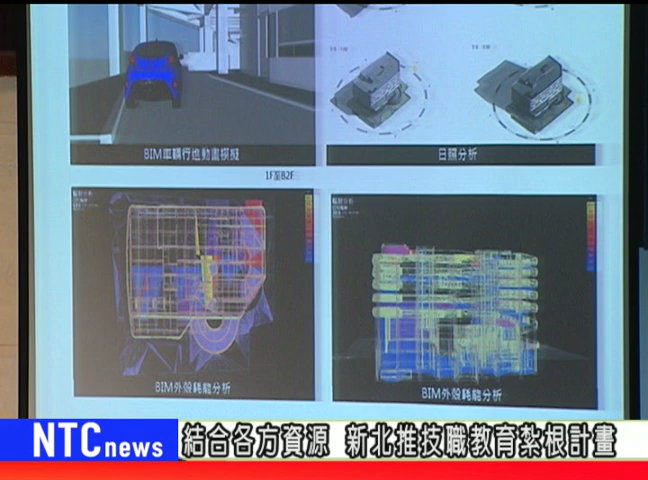 BIM車輛行進動畫模擬
日照分析
1F至B2F
BIM外殼耗能分析
BIM外殼耗能分析
NTCnews
結合各方資源 新北推技職教育紮根計畫